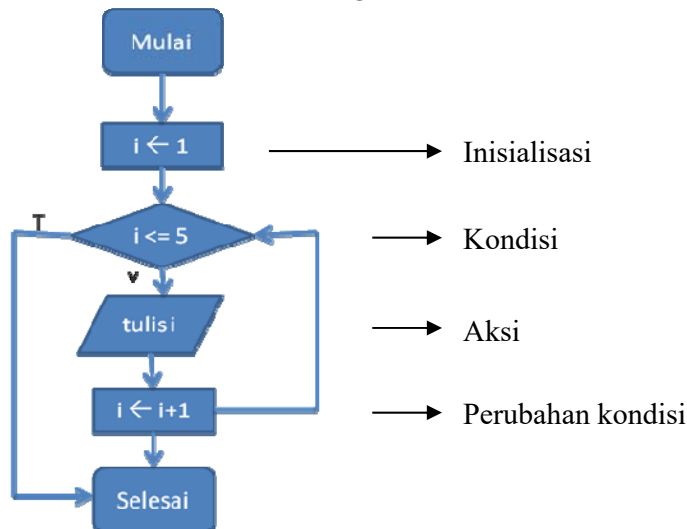 Mulai
i ← 1
Inisialisasi
T
i <= 5
Kondisi
v
tulis i
Aksi
i ← i+1
Perubahan kondisi
Selesai